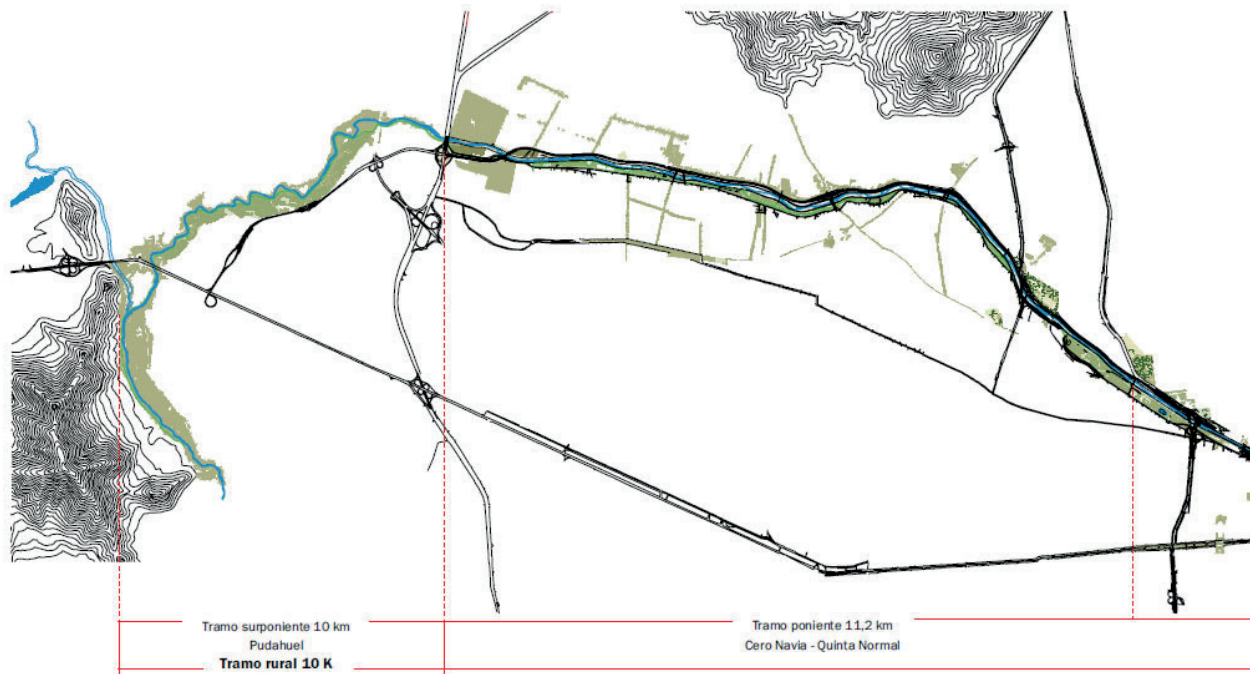 Tramo surponiente 10 km
Pudahuel
Tramo rural 10 K
Tramo poniente 11,2 km
Cero Navia - Quinta Normal